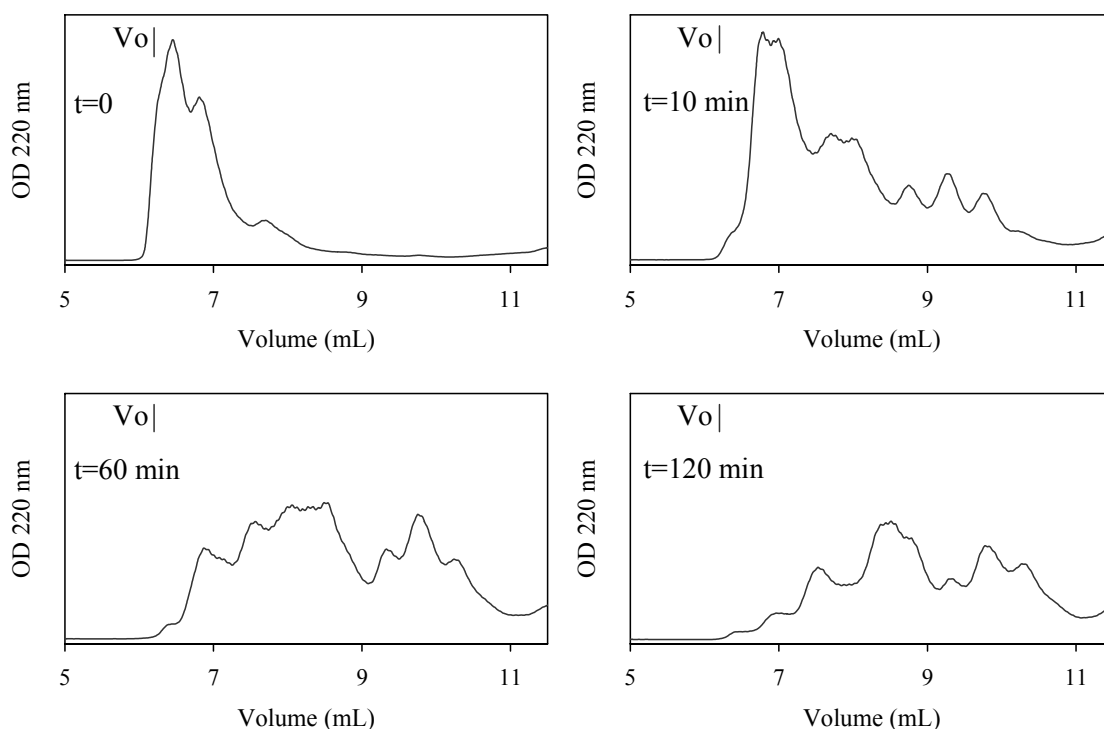 Vo|
t=0
OD 220 nm
5 7 9 11
Volume (mL)
Vo|
t=10 min
OD 220 nm
5 7 9 11
Volume (mL)
Vo|
t=60 min
OD 220 nm
5 7 9 11
Volume (mL)
Vo|
t=120 min
OD 220 nm
5 7 9 11
Volume (mL)